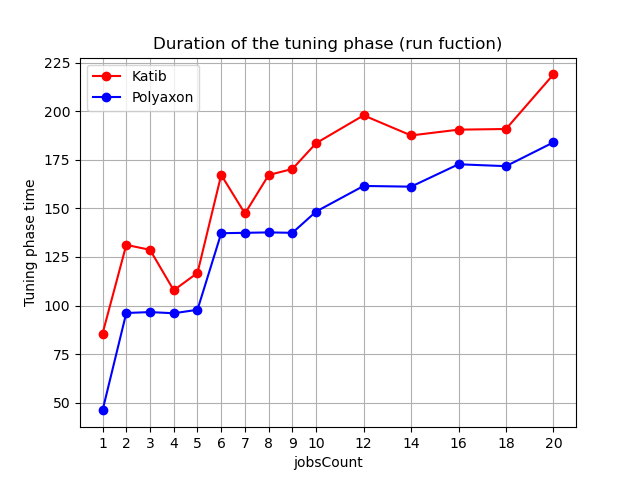 Duration of the tuning phase (run fuction)
Katib
Polyaxon
Tuning phase time
225
200
175
150
125
100
75
50
1 2 3 4 5 6 7 8 9 10 12 14 16 18 20
jobsCount